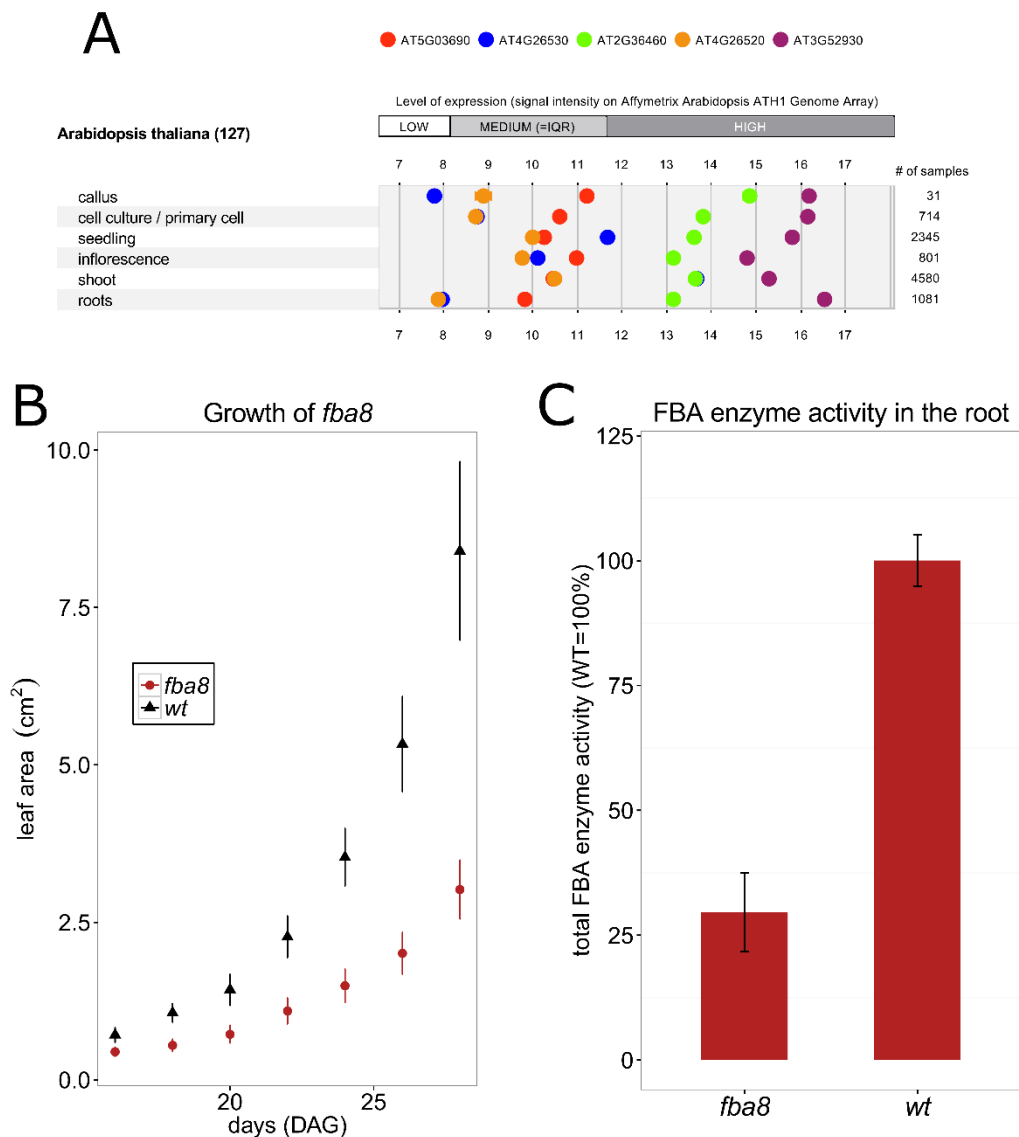 A
AT5G03690 AT4G26530 AT2G36460 AT4G26520 AT3G52930
Level of expression (signal intensity on Affymetrix Arabidopsis ATH1 Genome Array)
Arabidopsis thaliana (127)
LOW MEDIUM (=IQR) HIGH
7 8 9 10 11 12 13 14 15 16 17
# of samples
callus 31
cell culture / primary cell 714
seedling 2345
inflorescence 801
shoot 4580
roots 1081
7 8 9 10 11 12 13 14 15 16 17
B
Growth of fba8
10.0
7.5
5.0
2.5
0.0
leaf area (cm²)
fba8
wt
20 25
days (DAG)
C
FBA enzyme activity in the root
125
100
75
50
25
0
total FBA enzyme activity (WT=100%)
fba8 wt